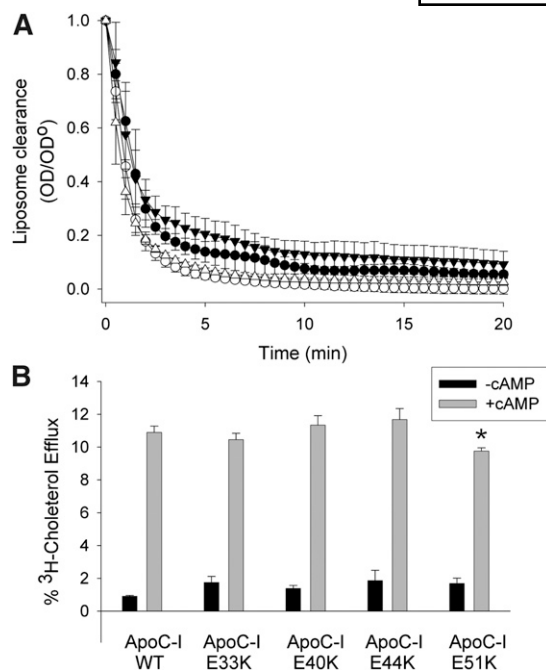 A
Liposome clearance
(OD/OD⁰)
1.0
0.8
0.6
0.4
0.2
0.0
0 5 10 15 20
Time (min)
B
% ³H-Choleterol Efflux
14
12
10
8
6
4
2
0
-cAMP
+cAMP
*
ApoC-I ApoC-I ApoC-I ApoC-I ApoC-I
WT E33K E40K E44K E51K